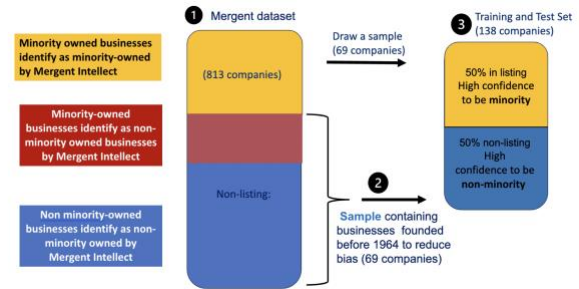 1 Mergent dataset
3 Training and Test Set
(138 companies)
Minority owned businesses
identify as minority-owned
by Mergent Intellect
(813 companies)
Draw a sample
(69 companies)
50% in listing
High confidence
to be minority
Minority-owned
businesses identify as non-
minority owned businesses
by Mergent Intellect
50% non-listing
High
confidence to be
non-minority
Non-listing:
2
Sample containing
businesses founded
before 1964 to reduce
bias (69 companies)
Non minority-owned
businesses identify as non-
minority owned by
Mergent Intellect